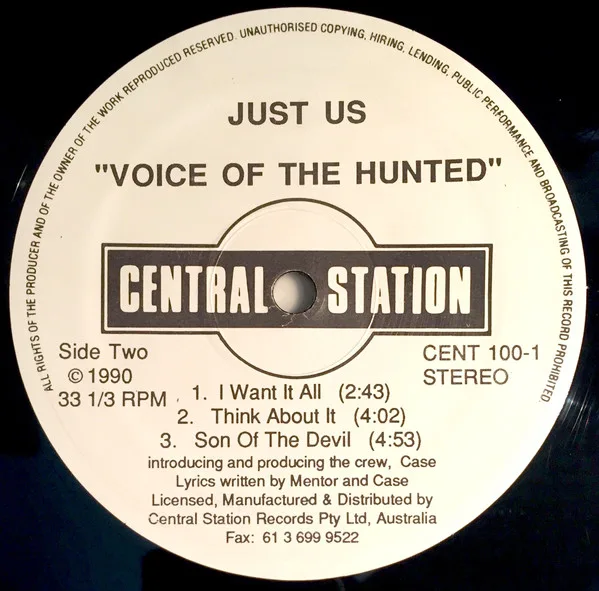 ALL RIGHTS OF THE PRODUCER AND OF THE OWNER OF THE WORK REPRODUCED RESERVED. UNAUTHORISED COPYING, HIRING, LENDING, PUBLIC PERFORMANCE AND BROADCASTING OF THIS RECORD PROHIBITED.
JUST US
"VOICE OF THE HUNTED"
CENTRAL STATION
Side Two
©1990
33 1/3 RPM
CENT 100-1
STEREO
1. I Want It All (2:43)
2. Think About It (4:02)
3. Son Of The Devil (4:53)
introducing and producing the crew, Case
Lyrics written by Mentor and Case
Licensed, Manufactured & Distributed by
Central Station Records Pty Ltd, Australia
Fax: 61 3 699 9522